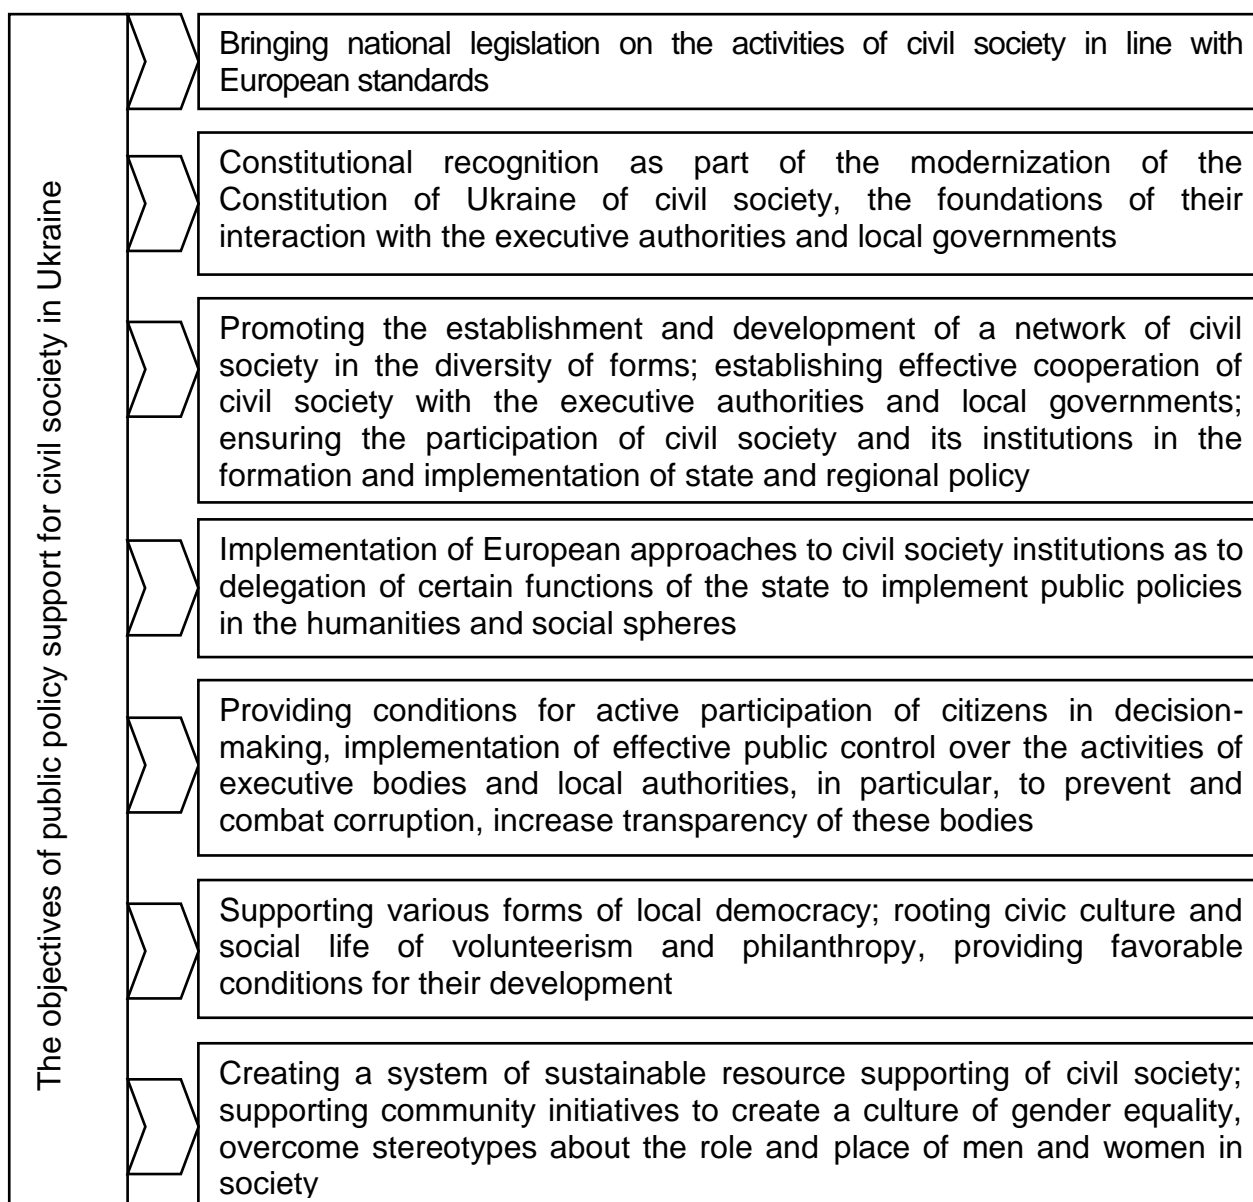 The objectives of public policy support for civil society in Ukraine
Bringing national legislation on the activities of civil society in line with
European standards
Constitutional recognition as part of the modernization of the
Constitution of Ukraine of civil society, the foundations of their
interaction with the executive authorities and local governments
Promoting the establishment and development of a network of civil
society in the diversity of forms; establishing effective cooperation of
civil society with the executive authorities and local governments;
ensuring the participation of civil society and its institutions in the
formation and implementation of state and regional policy
Implementation of European approaches to civil society institutions as to
delegation of certain functions of the state to implement public policies
in the humanities and social spheres
Providing conditions for active participation of citizens in decision-
making, implementation of effective public control over the activities of
executive bodies and local authorities, in particular, to prevent and
combat corruption, increase transparency of these bodies
Supporting various forms of local democracy; rooting civic culture and
social life of volunteerism and philanthropy, providing favorable
conditions for their development
Creating a system of sustainable resource supporting of civil society;
supporting community initiatives to create a culture of gender equality,
overcome stereotypes about the role and place of men and women in
society